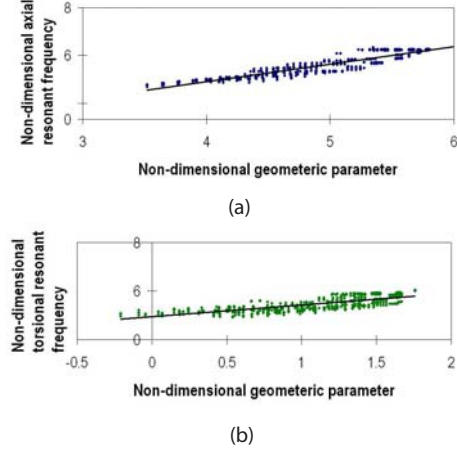 Non-dimensional axial
resonant frequency
8
6
0
3
4
5
6
Non-dimensional geometeric parameter
(a)
Non-dimensional
torsional resonant
frequency
8
6
0
-0.5
0
0.5
1
1.5
2
Non-dimensional geometeric parameter
(b)